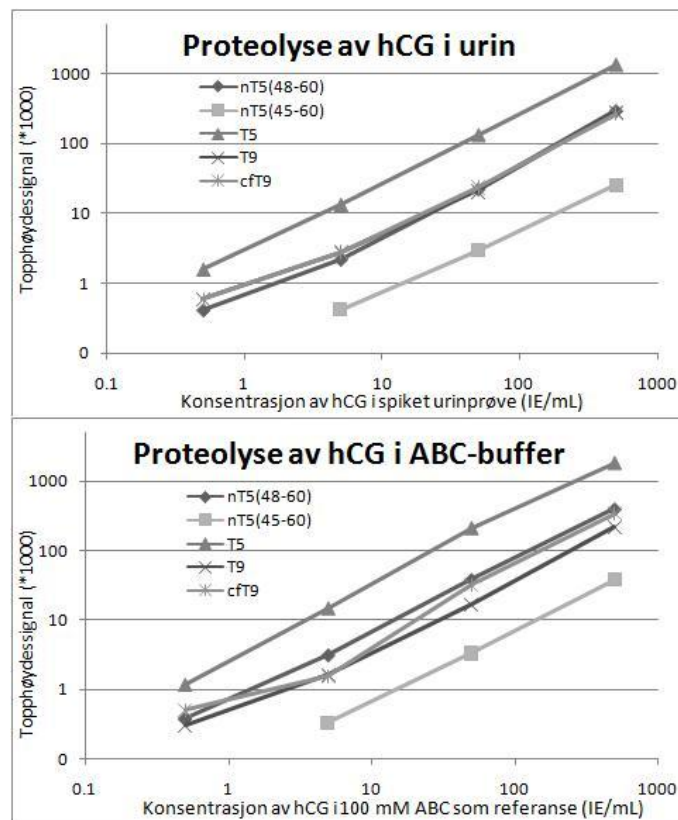 Proteolyse av hCG i urin
Topphøydessignal (*1000)
1000
100
10
1
0
nT5(48-60)
nT5(45-60)
T5
T9
cfT9
0.1 1 10 100 1000
Konsentrasjon av hCG i spiket urinprøve (IE/mL)
Proteolyse av hCG i ABC-buffer
Topphøydessignal (*1000)
1000
100
10
1
0
nT5(48-60)
nT5(45-60)
T5
T9
cfT9
0.1 1 10 100 1000
Konsentrasjon av hCG i 100 mM ABC som referanse (IE/mL)